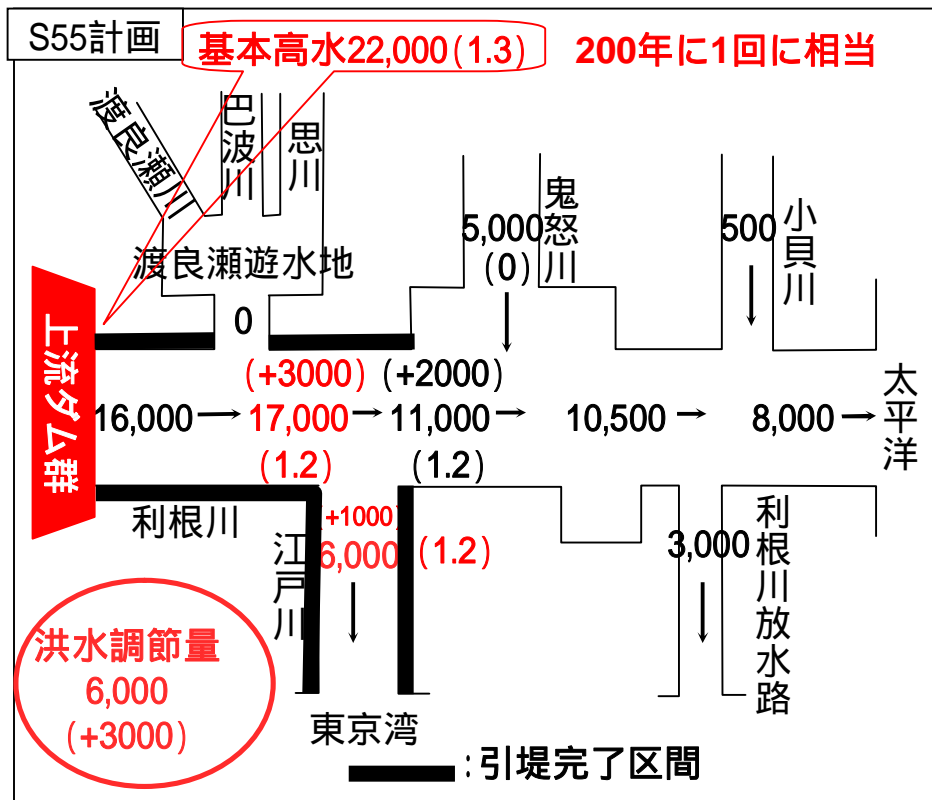 S55計画
基本高水22,000(1.3)
200年に1回に相当
渡良瀬川
巴波川
思川
渡良瀬遊水地
0
5,000
(0)
鬼怒川
500
小貝川
上流ダム群
(+3000)
(+2000)
16,000
17,000
11,000
10,500
8,000
(1.2)
(1.2)
太平洋
利根川
江戸川
(+1000)
6,000
(1.2)
3,000
利根川放水路
洪水調節量
6,000
(+3000)
東京湾
:引堤完了区間